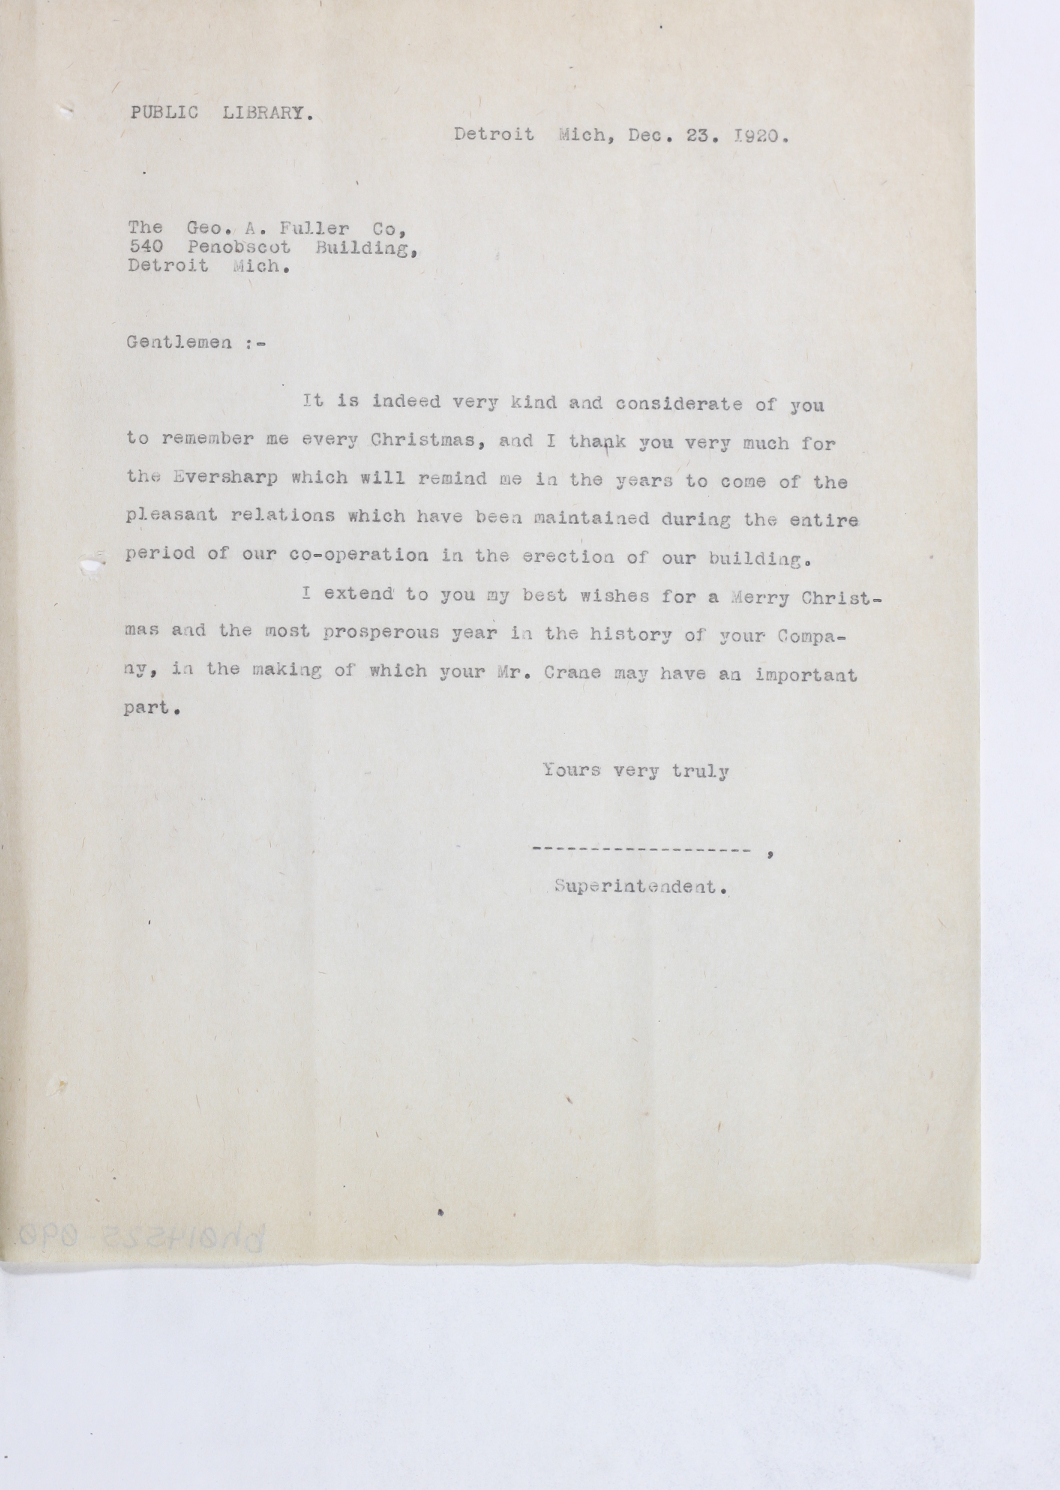 PUBLIC LIBRARY.
Detroit Mich, Dec. 23. I920.
The Geo. A. Fuller Co,
540 Penobscot Building,
Detroit Mich.
Gentlemen :-
It is indeed very kind and considerate of you
to remember me every Christmas, and I thank you very much for
the Eversharp which will remind me in the years to come of the
pleasant relations which have been maintained during the entire
period of our co-operation in the erection of our building.
I extend to you my best wishes for a Merry Christ-
mas and the most prosperous year in the history of your Compa-
ny, in the making of which your Mr. Crane may have an important
part.
Yours very truly
------------------- ,
Superintendent.